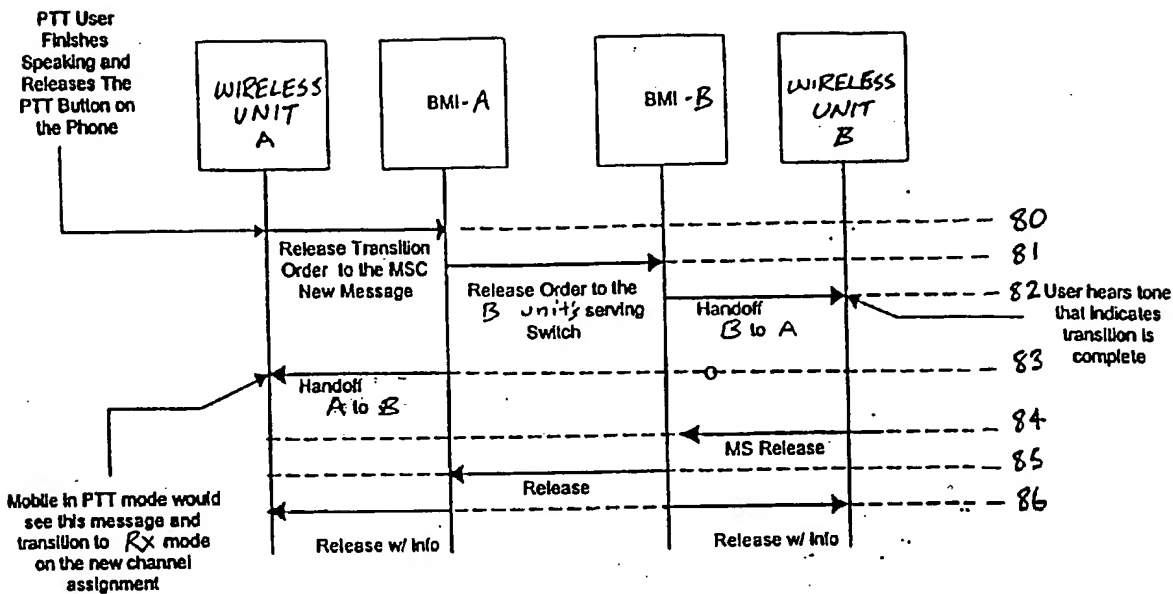 PTT User
Finishes
Speaking and
Releases The
PTT Button on
the Phone
WIRELESS
UNIT
A
BMI-A
BMI-B
WIRELESS
UNIT
B
80
Release Transition
Order to the MSC
New Message
81
Release Order to the
B unit's serving
Switch
82
Handoff
B to A
User hears tone
that indicates
transition is
complete
83
Handoff
A to B
84
MS Release
85
Release
86
Release w/ Info
Release w/ Info
Mobile in PTT mode would
see this message and
transition to Rx mode
on the new channel
assignment